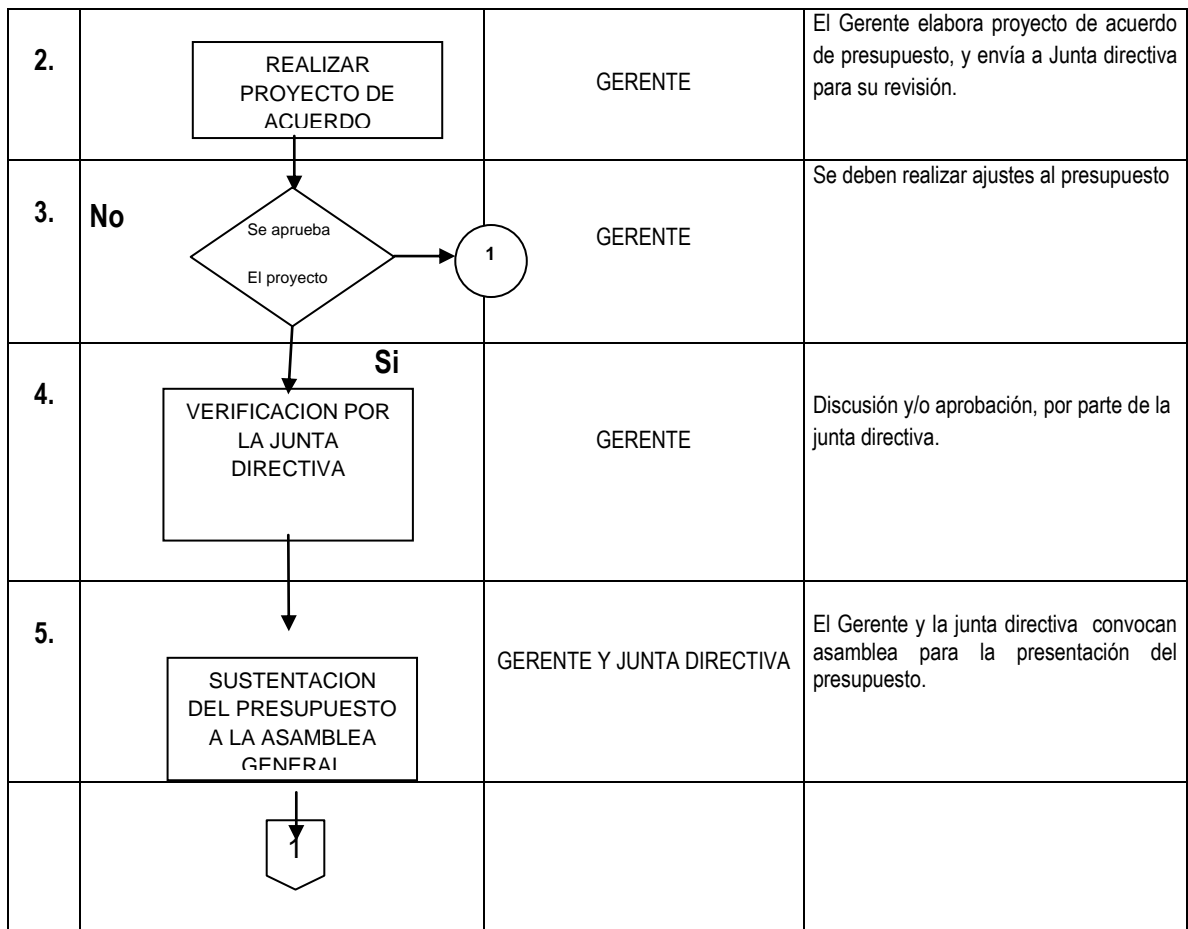 2.
REALIZAR
PROYECTO DE
ACUERDO
GERENTE
El Gerente elabora proyecto de acuerdo
de presupuesto, y envía a Junta directiva
para su revisión.
3.
No
Se aprueba
El proyecto
1
GERENTE
Se deben realizar ajustes al presupuesto
Si
4.
VERIFICACION POR
LA JUNTA
DIRECTIVA
GERENTE
Discusión y/o aprobación, por parte de la
junta directiva.
5.
SUSTENTACION
DEL PRESUPUESTO
A LA ASAMBLEA
GENERAL
GERENTE Y JUNTA DIRECTIVA
El Gerente y la junta directiva convocan
asamblea para la presentación del
presupuesto.